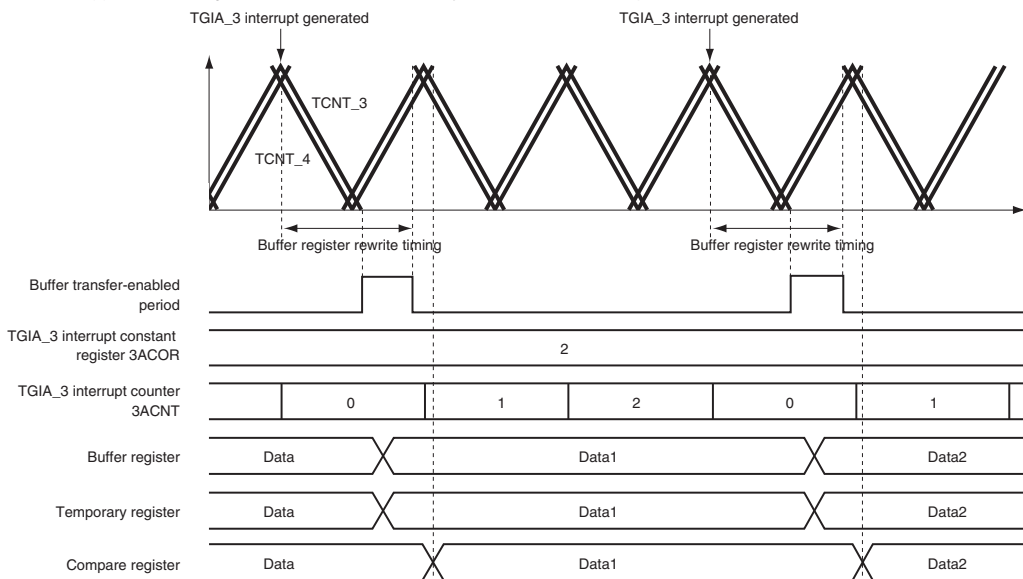 TGIA_3 interrupt generated
TGIA_3 interrupt generated
TCNT_3
TCNT_4
Buffer register rewrite timing
Buffer register rewrite timing
Buffer transfer-enabled
period
TGIA_3 interrupt constant
register 3ACOR
2
TGIA_3 interrupt counter
3ACNT
0
1
2
0
1
Buffer register
Data
Data1
Data2
Temporary register
Data
Data1
Data2
Compare register
Data
Data1
Data2